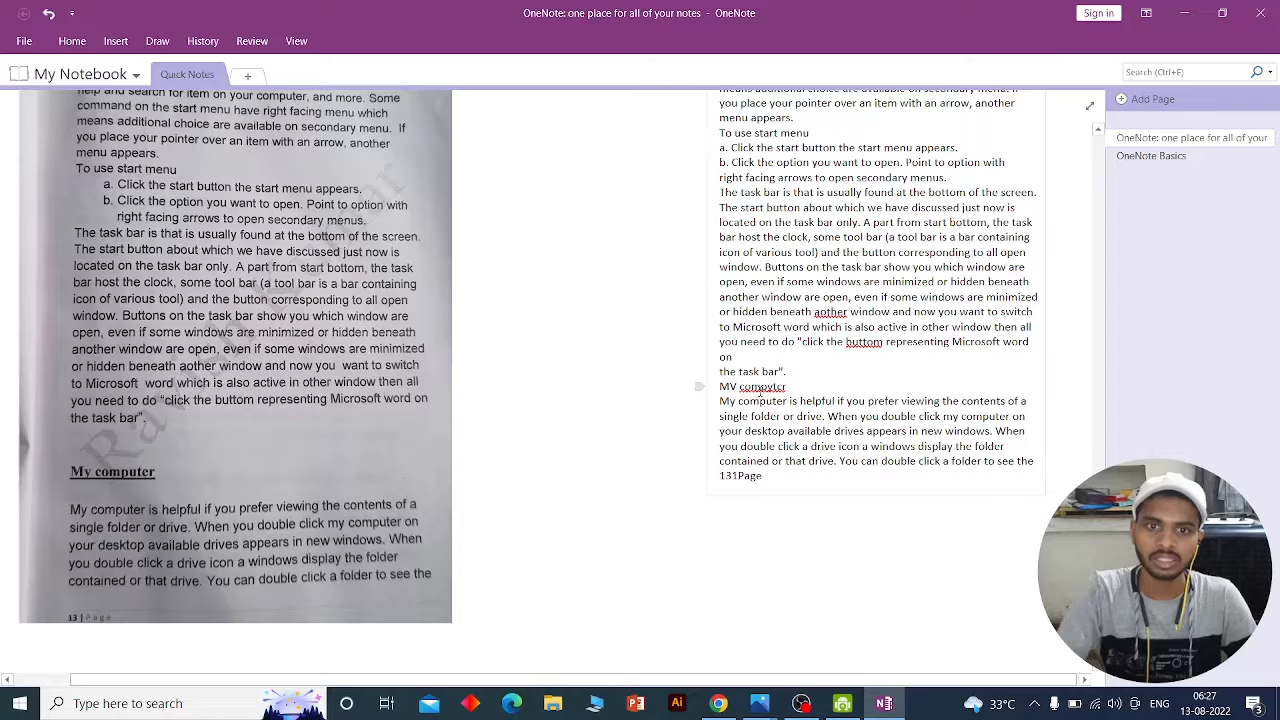 OneNote: one place for all of your notes - OneNote
Sign in
File
Home
Insert
Draw
History
Review
View
My Notebook
Quick Notes
Search (Ctrl+E)
help and search for item on your computer, and more. Some
command on the start menu have right facing menu which
means additional choice are available on secondary menu. If
you place your pointer over an item with an arrow, another
menu appears.
To use start menu
a. Click the start button the start menu appears.
b. Click the option you want to open. Point to option with
right facing arrows to open secondary menus.
The task bar is that is usually found at the bottom of the screen.
The start button about which we have discussed just now is
located on the task bar only. A part from start bottom, the task
bar host the clock, some tool bar (a tool bar is a bar containing
icon of various tool) and the button corresponding to all open
window. Buttons on the task bar show you which window are
open, even if some windows are minimized or hidden beneath
another window are open, even if some windows are minimized
or hidden beneath aother window and now you want to switch
to Microsoft word which is also active in other window then all
you need to do “click the buttom representing Microsoft word on
the task bar”.
My computer
My computer is helpful if you prefer viewing the contents of a
single folder or drive. When you double click my computer on
your desktop available drives appears in new windows. When
you double click a drive icon a windows display the folder
contained or that drive. You can double click a folder to see the
13 | Page
means additional choice are available on secondary menu. If
you place your pointer over an item with an arrow, another
menu appears.
To use start menu
a. Click the start button the start menu appears.
b. Click the option you want to open. Point to option with
right facing arrows to open secondary menus.
The task bar is that is usually found at the bottom of the screen.
The start button about which we have discussed just now is
located on the task bar only. A part from start bottom, the task
bar host the clock, some tool bar (a tool bar is a bar containing
icon of various tool) and the button corresponding to all open
window. Buttons on the task bar show you which window are
open, even if some windows are minimized or hidden beneath
another window are open, even if some windows are minimized
or hidden beneath aother window and now you want to switch
to Microsoft word which is also active in other window then all
you need to do "click the buttom representing Microsoft word
on
the task bar".
MV compvtcr
My computer is helpful if you prefer viewing the contents of a
single folder or drive. When you double click my computer on
your desktop available drives appears in new windows. When
you double click a drive icon a windows display the folder
contained or that drive. You can double click a folder to see the
131Page
Add Page
OneNote: one place for all of your
OneNote Basics
Type here to search
33°C
ENG
06:27
13-08-2022